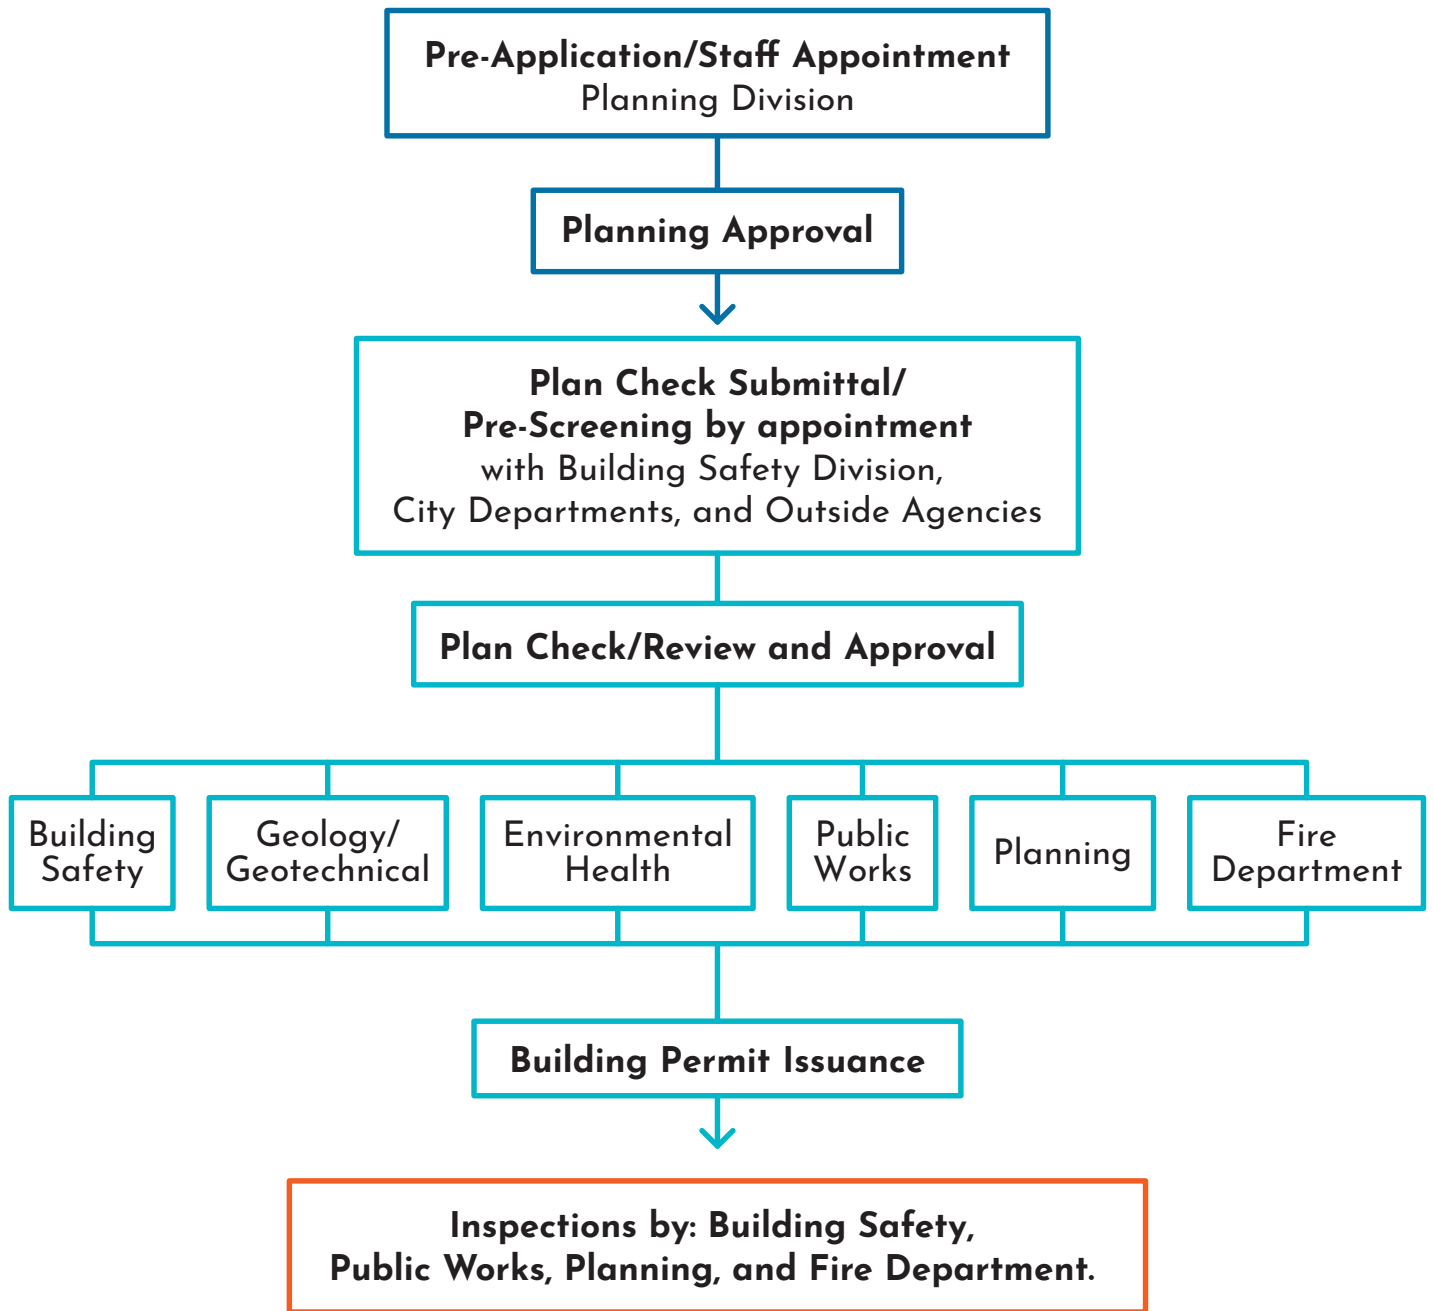 Pre-Application/Staff Appointment
Planning Division
Planning Approval
Plan Check Submittal/
Pre-Screening by appointment
with Building Safety Division,
City Departments, and Outside Agencies
Plan Check/Review and Approval
Building
Safety
Geology/
Geotechnical
Environmental
Health
Public
Works
Planning
Fire
Department
Building Permit Issuance
Inspections by: Building Safety,
Public Works, Planning, and Fire Department.